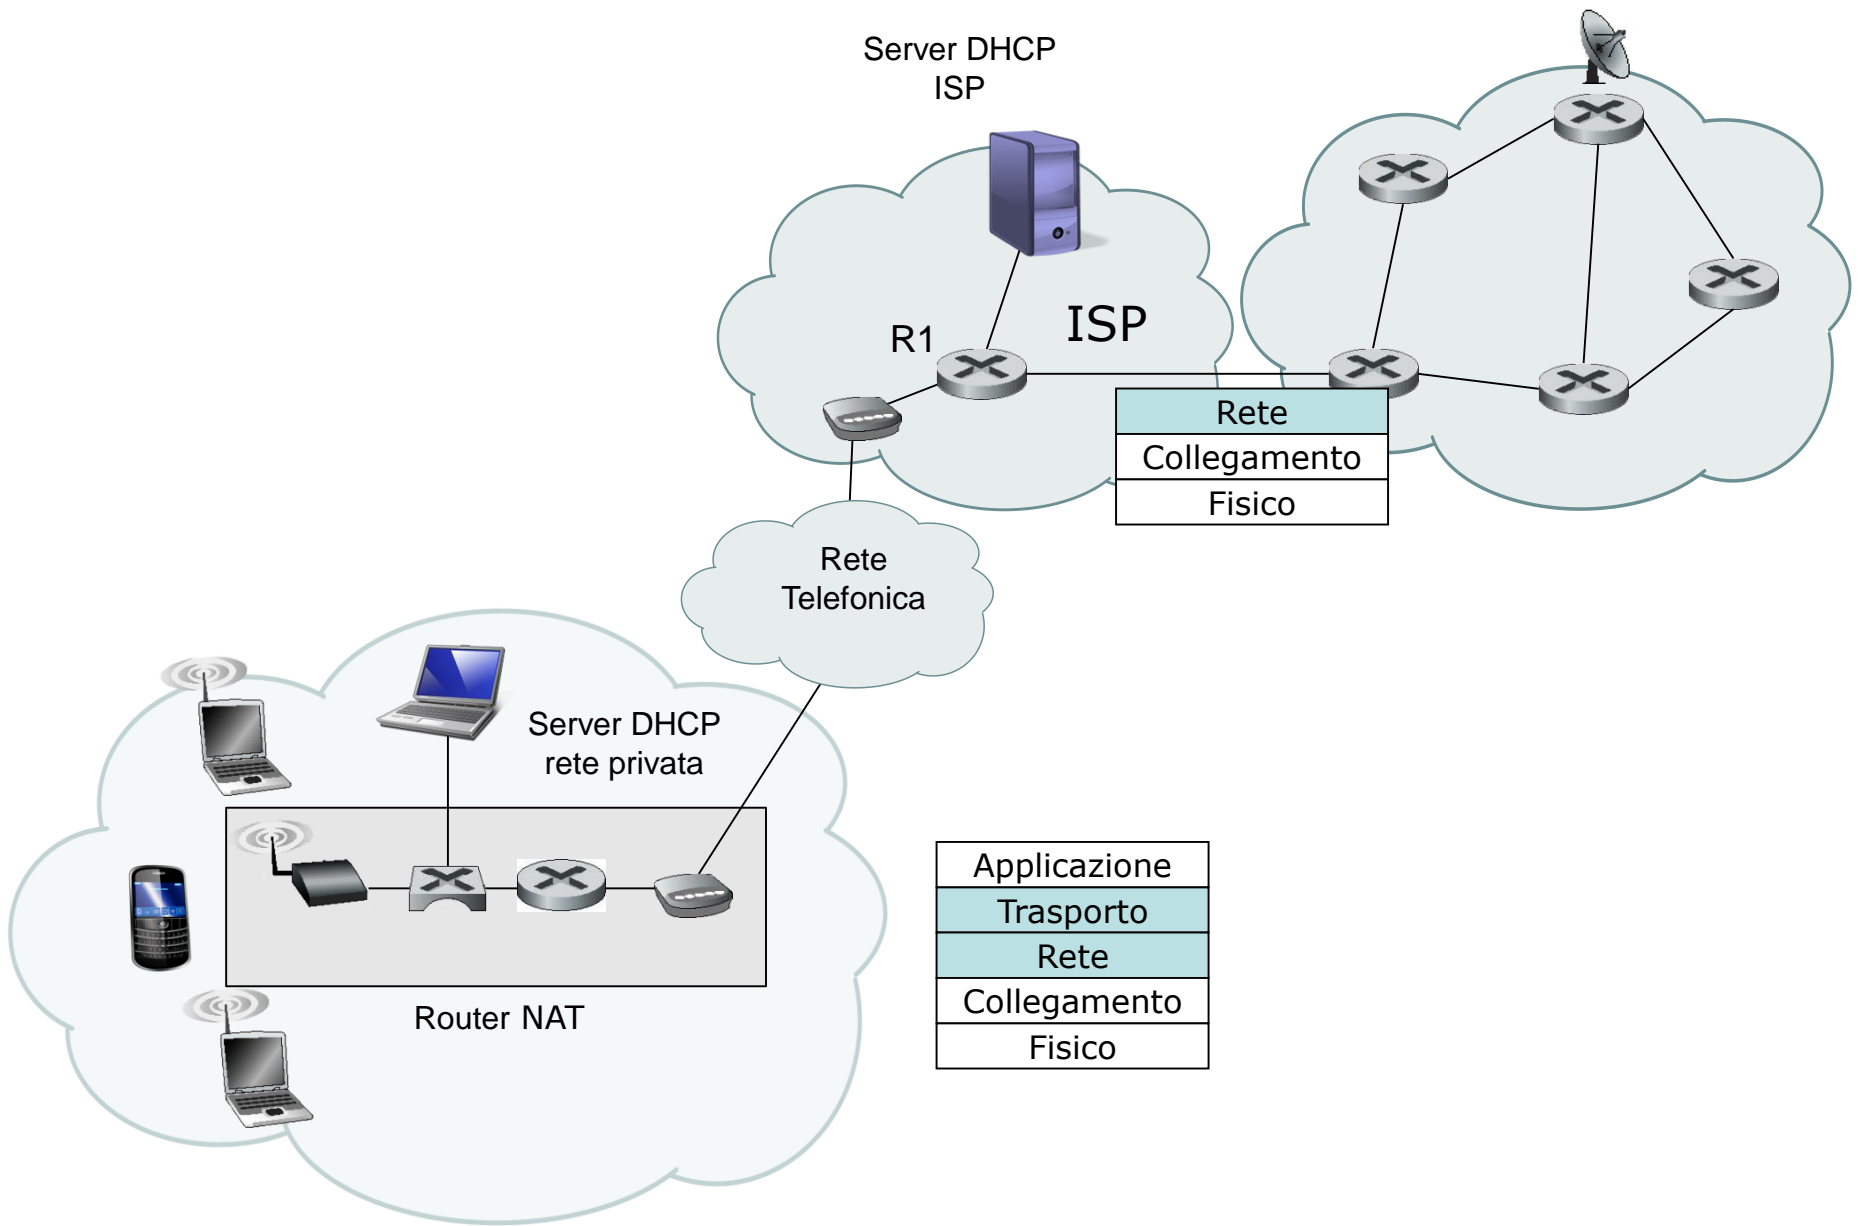 Server DHCP
ISP
ISP
R1
Rete
Collegamento
Fisico
Rete
Telefonica
Server DHCP
rete privata
Router NAT
Applicazione
Trasporto
Rete
Collegamento
Fisico